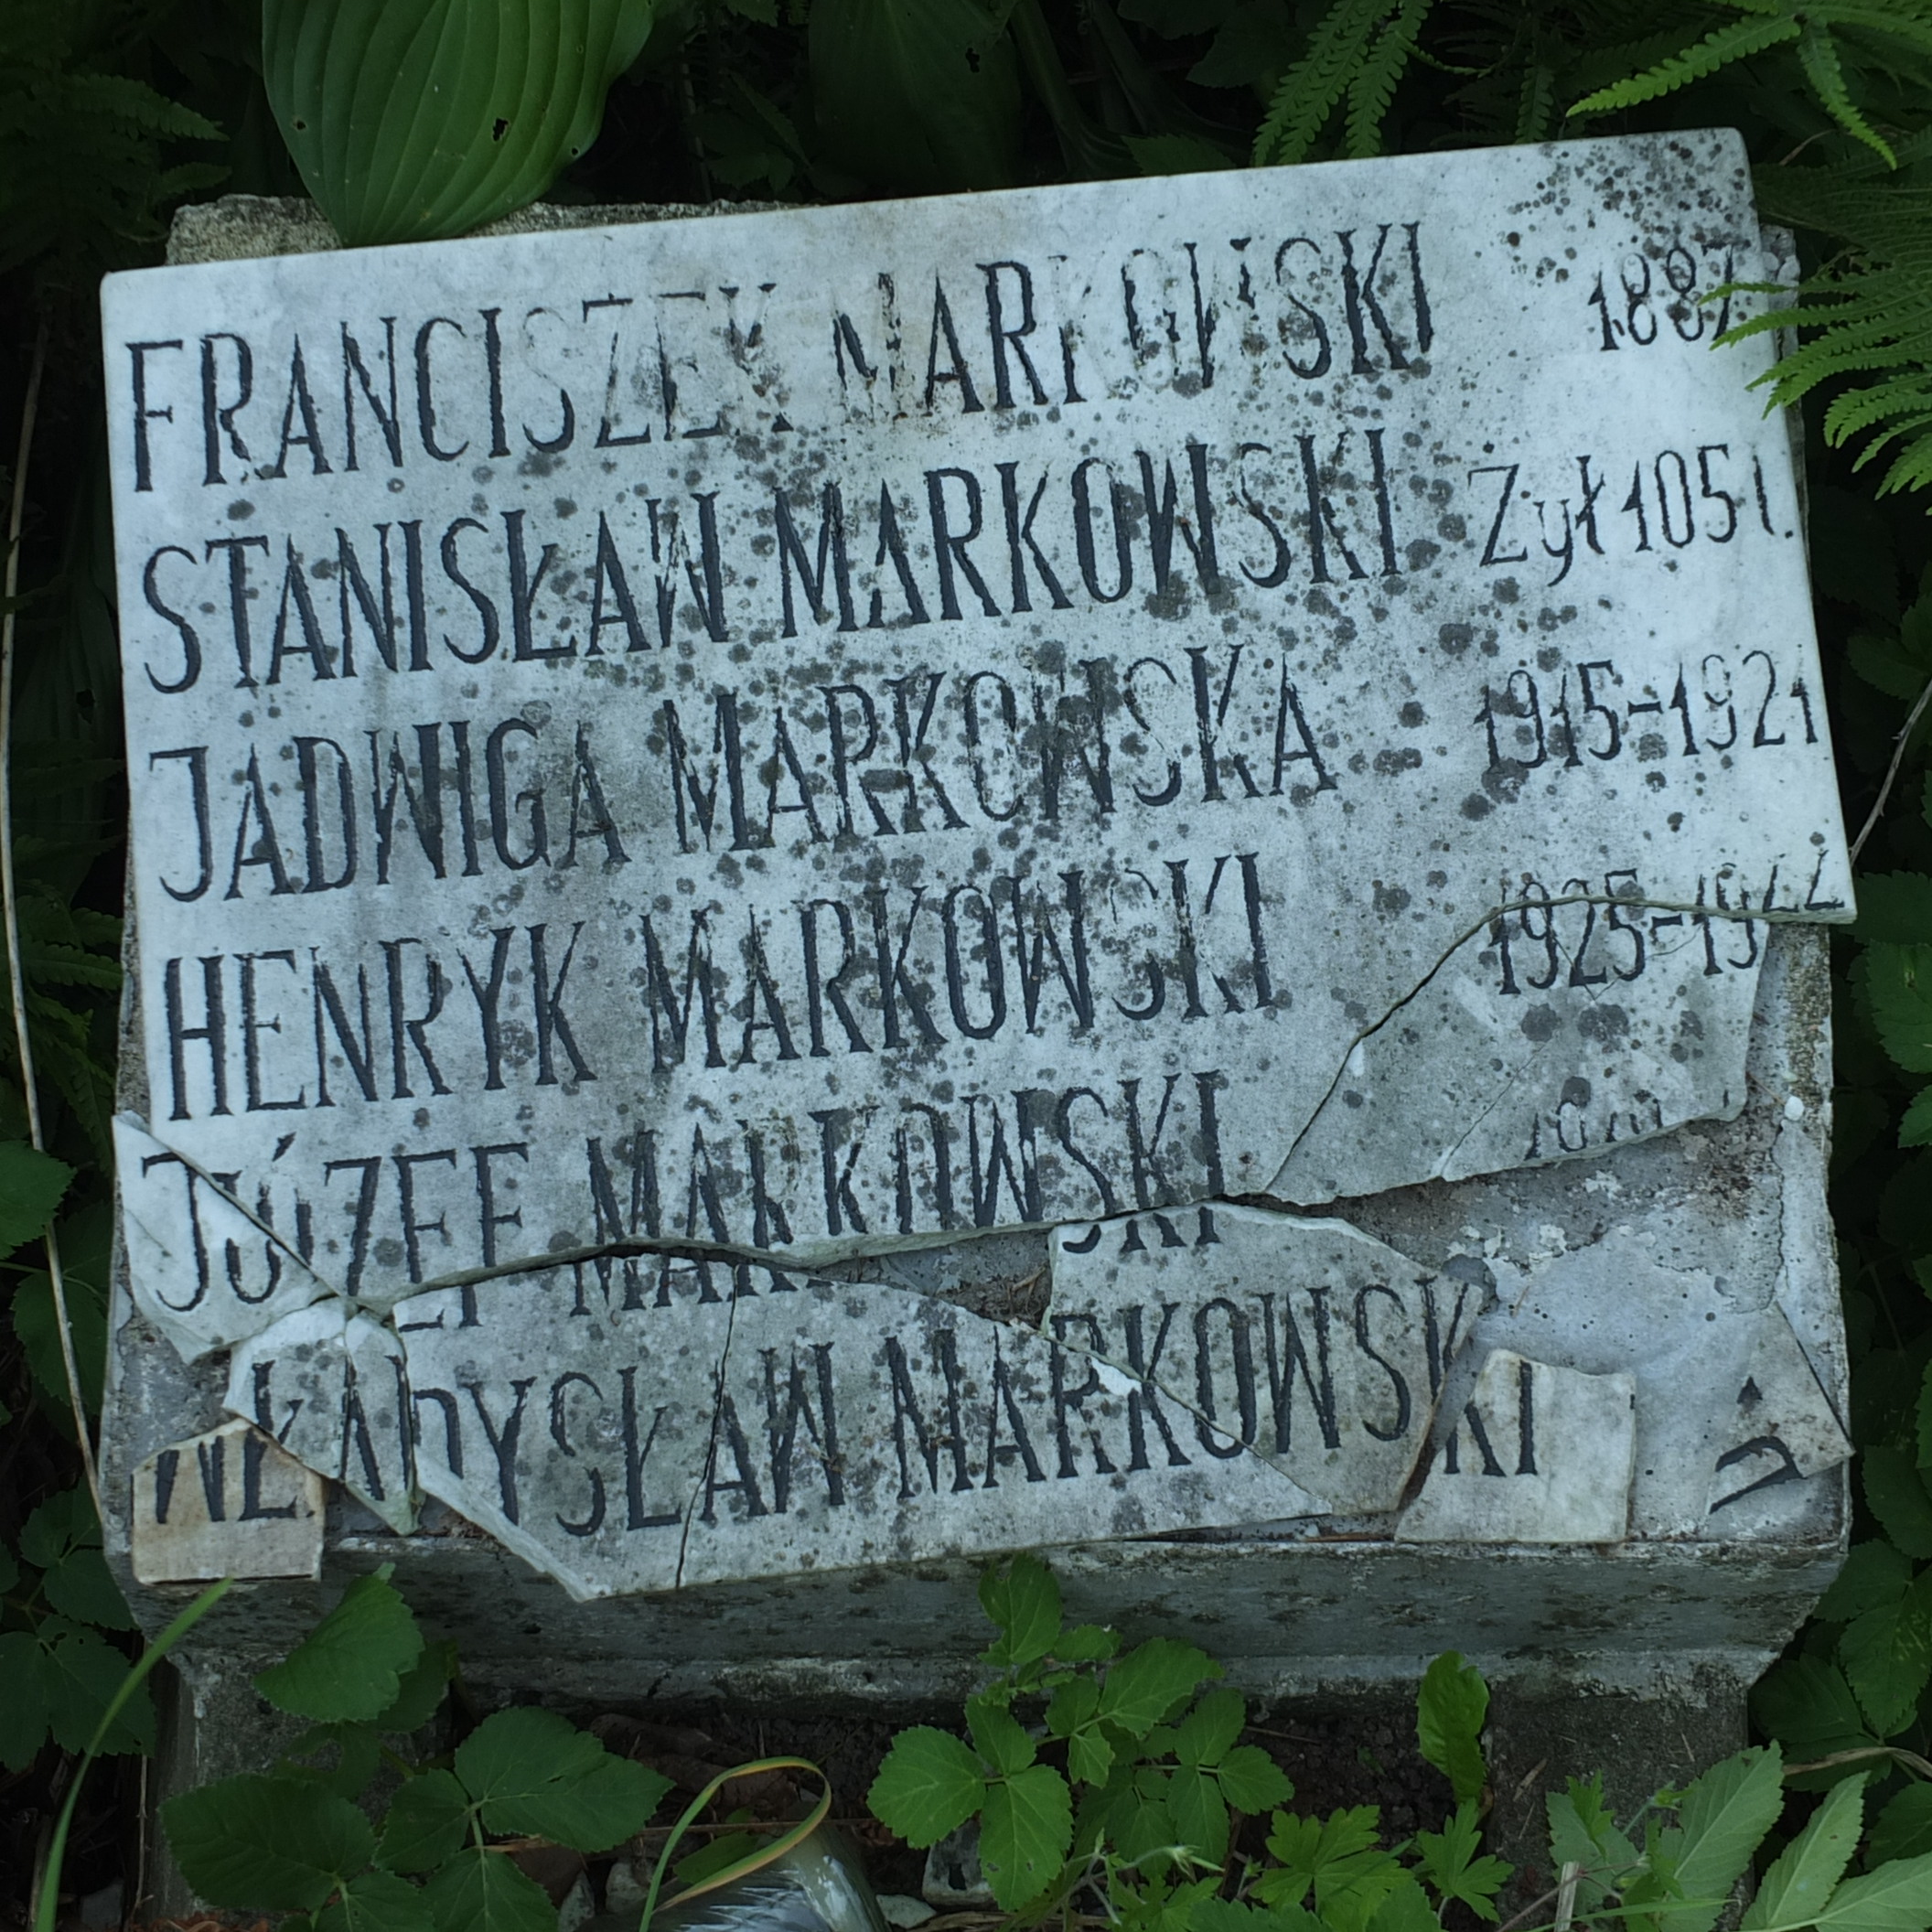 FRANCISZEK MARKOWSKI 1887
STANISŁAW MARKOWSKI Żył 105 l.
JADWIGA MARKOWSKA - 1915-1921
HENRYK MARKOWSKI 1925-1944
JÓZEF MARKOWSKI
WŁADYSŁAW MARKOWSKI